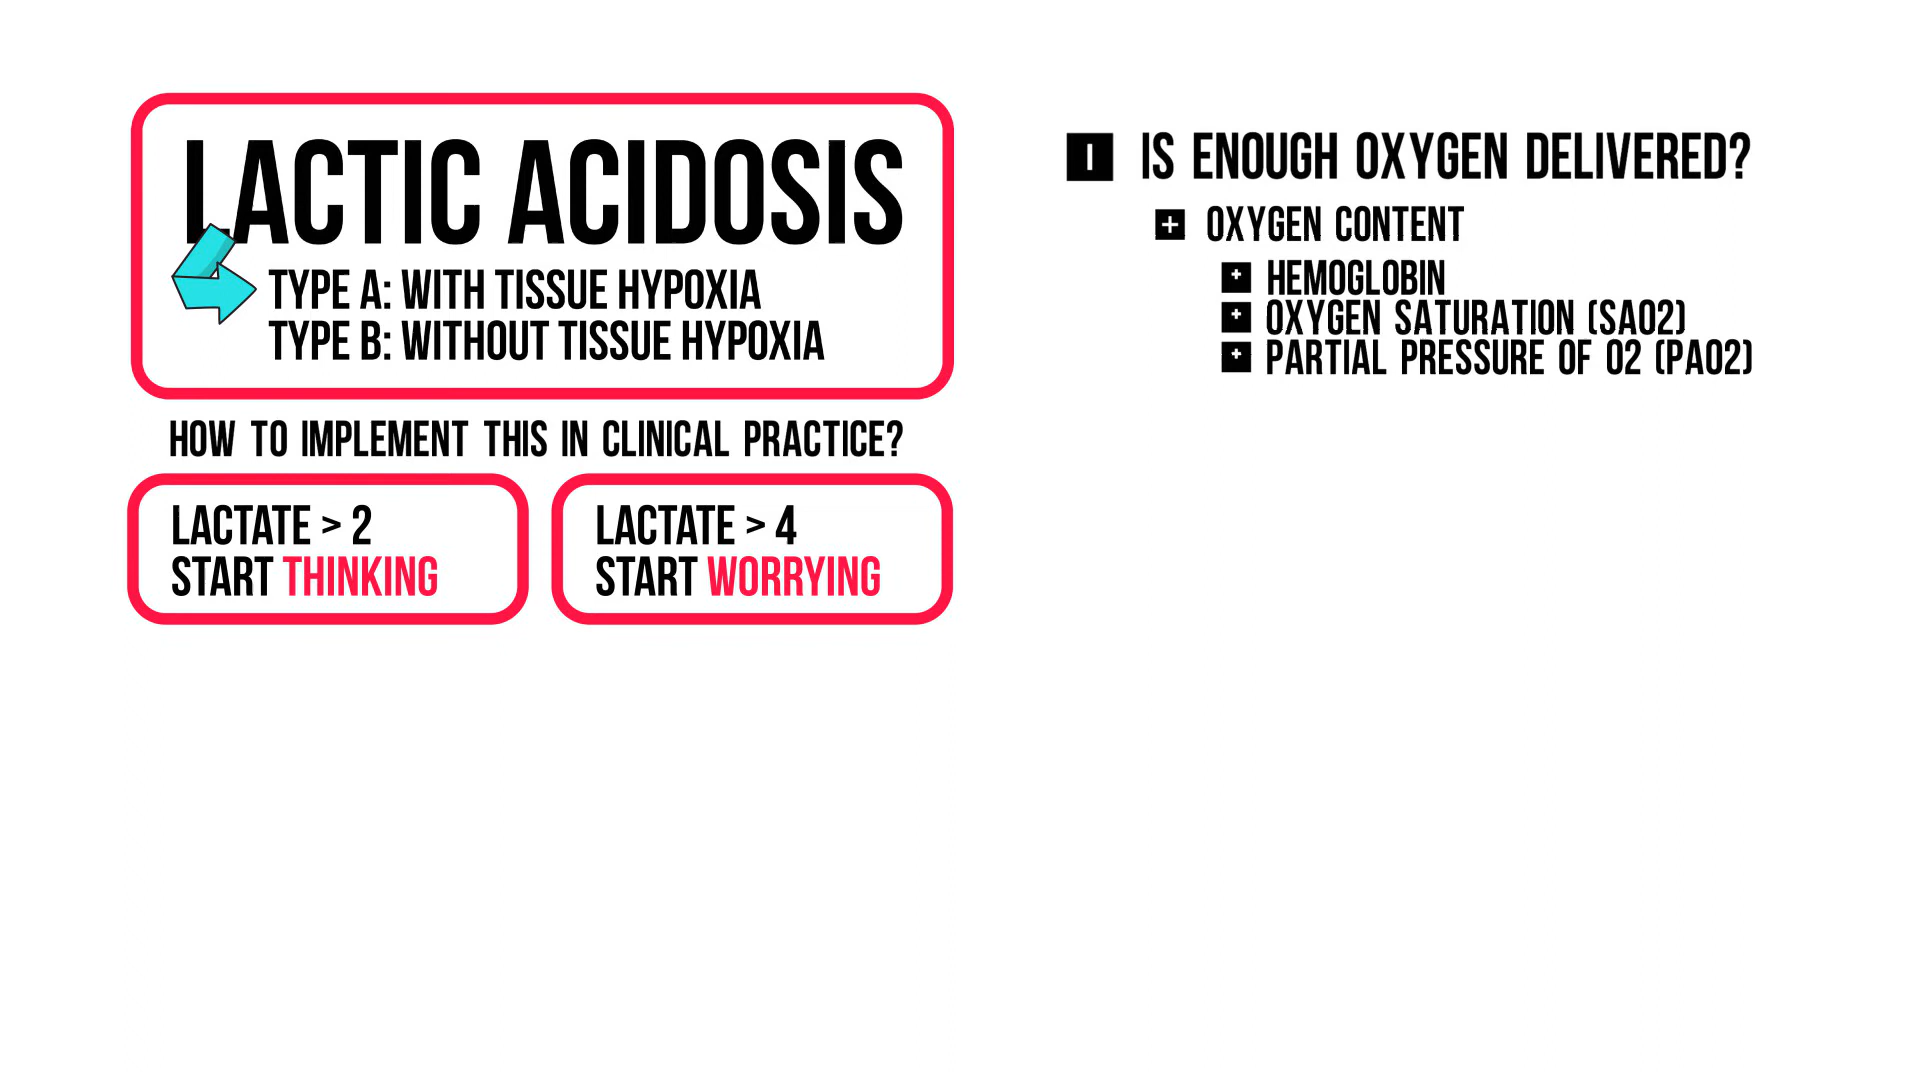 LACTIC ACIDOSIS
TYPE A: WITH TISSUE HYPOXIA
TYPE B: WITHOUT TISSUE HYPOXIA
HOW TO IMPLEMENT THIS IN CLINICAL PRACTICE?
LACTATE > 2
START THINKING
LACTATE > 4
START WORRYING
I IS ENOUGH OXYGEN DELIVERED?
+ OXYGEN CONTENT
+ HEMOGLOBIN
+ OXYGEN SATURATION (SAO2)
+ PARTIAL PRESSURE OF O2 (PAO2)